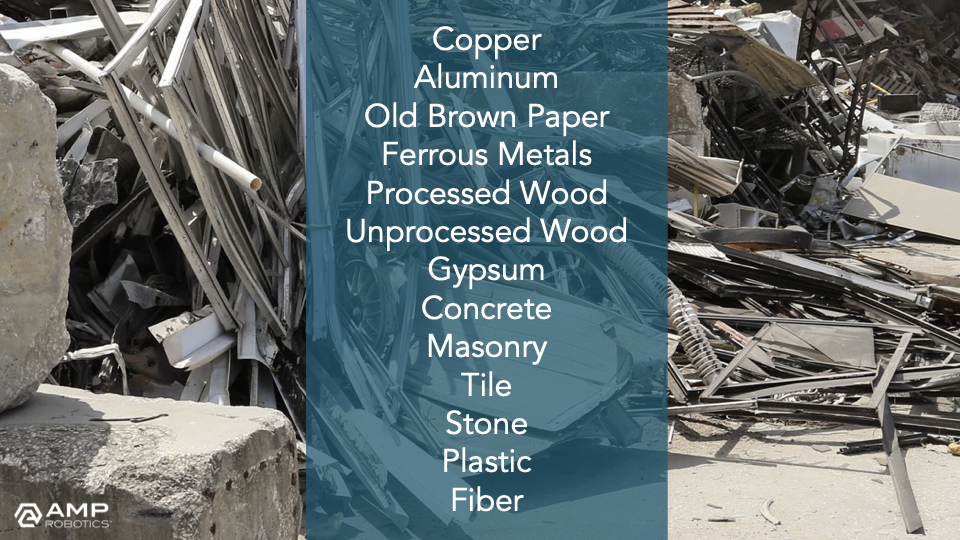 Copper
Aluminum
Old Brown Paper
Ferrous Metals
Processed Wood
Unprocessed Wood
Gypsum
Concrete
Masonry
Tile
Stone
Plastic
Fiber
AMP
ROBOTICS